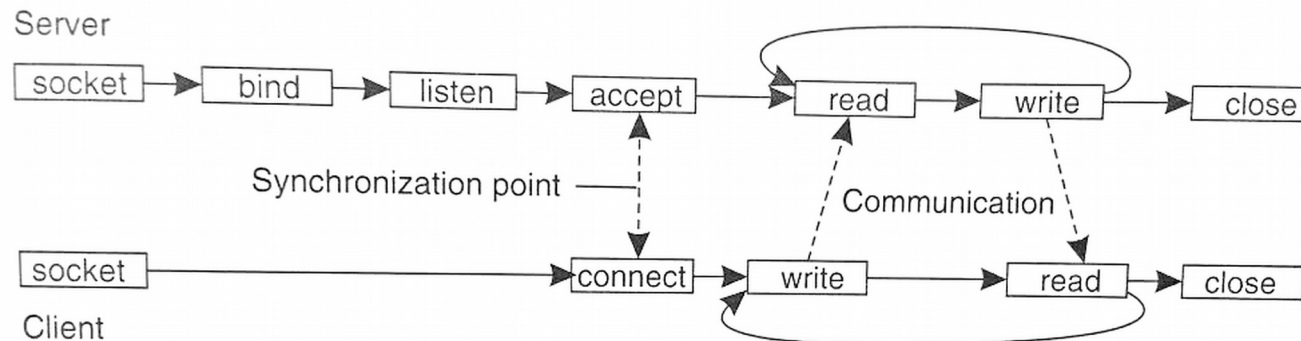 Server
socket bind listen accept read write close
Synchronization point
Communication
socket connect write read close
Client